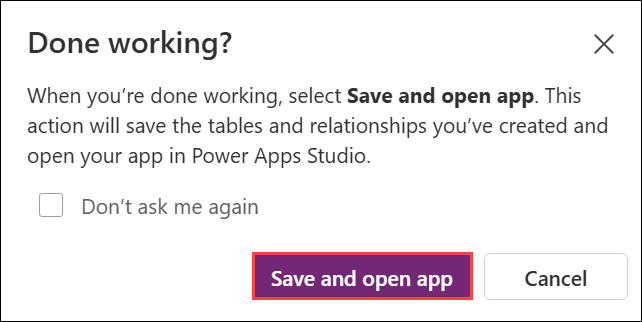 Done working?
When you’re done working, select Save and open app. This
action will save the tables and relationships you’ve created and
open your app in Power Apps Studio.
Don’t ask me again
Save and open app
Cancel